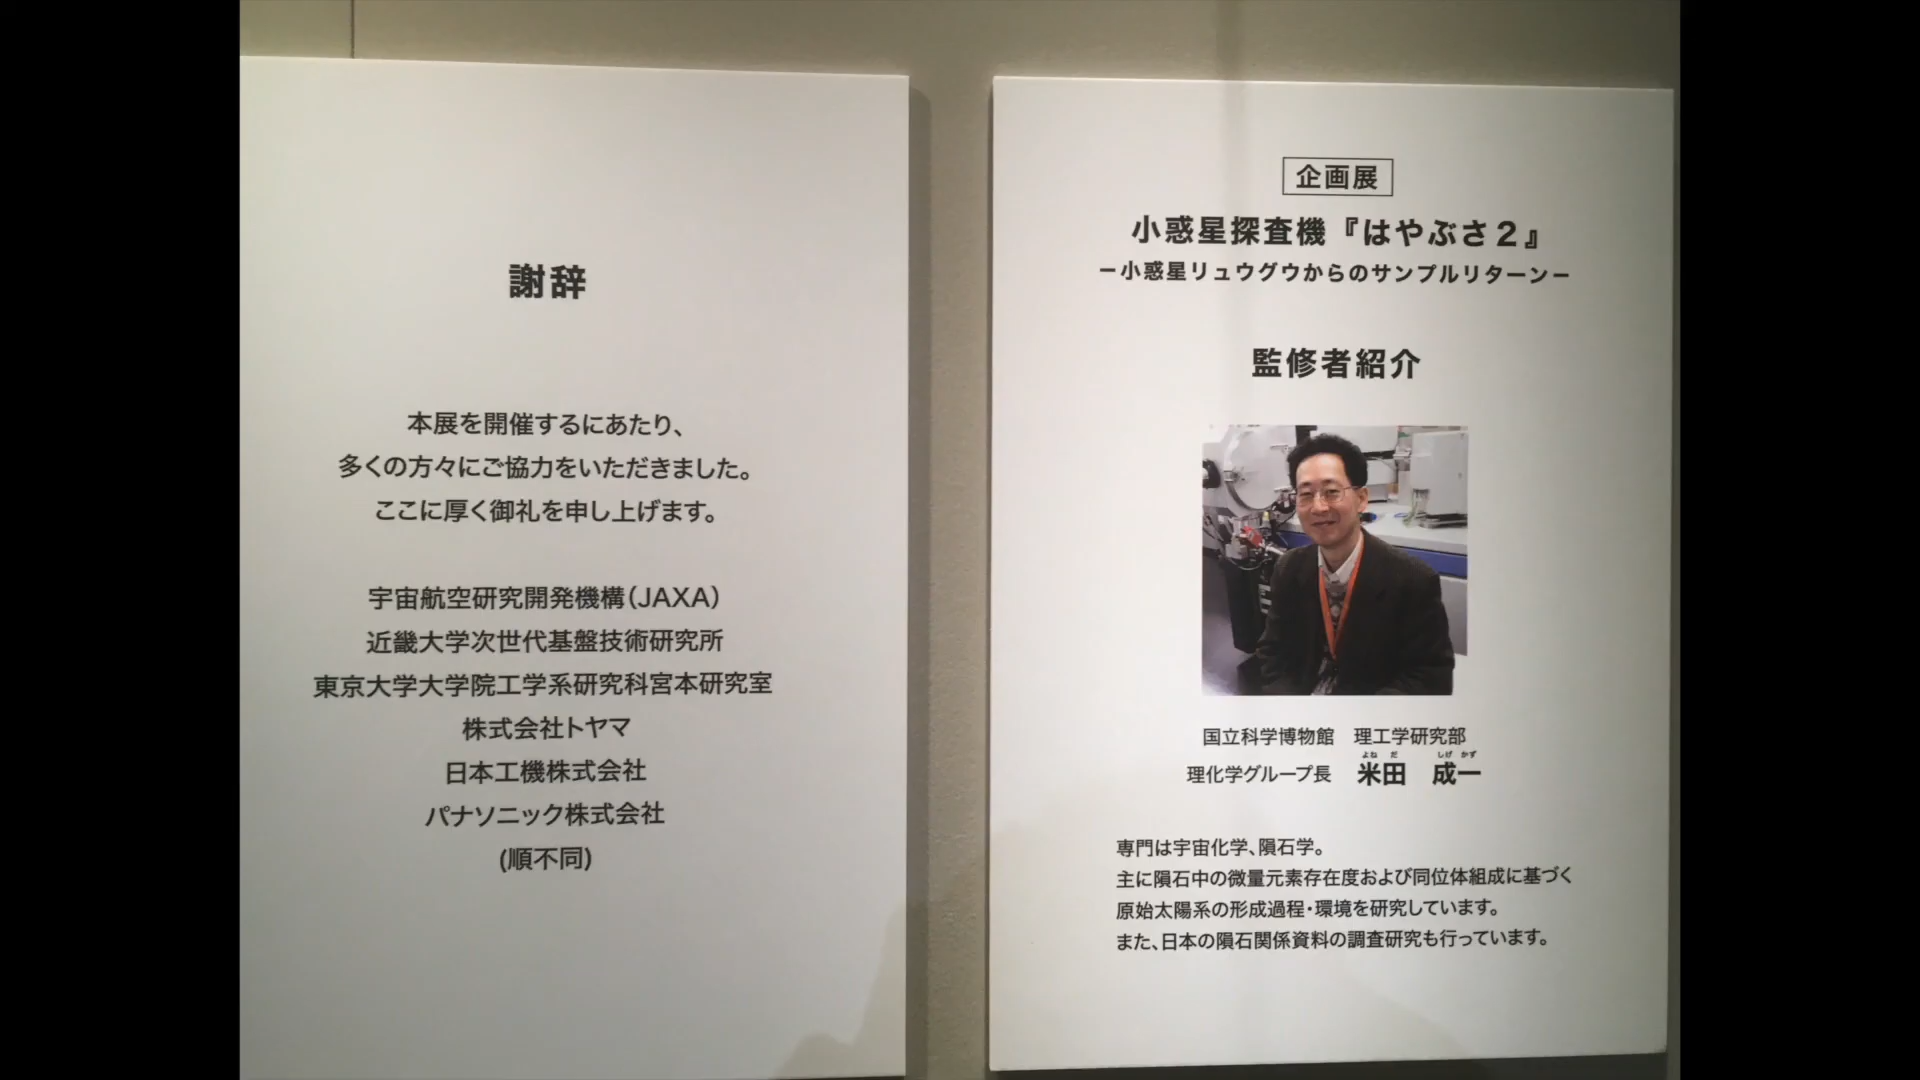 謝辞
本展を開催するにあたり、
多くの方々にご協力をいただきました。
ここに厚く御礼を申し上げます。
宇宙航空研究開発機構(JAXA)
近畿大学次世代基盤技術研究所
東京大学大学院工学系研究科宮本研究室
株式会社トヤマ
日本工機株式会社
パナソニック株式会社
(順不同)
企画展
小惑星探査機『はやぶさ2』
－小惑星リュウグウからのサンプルリターン－
監修者紹介
国立科学博物館　理工学研究部
よね だ しげ かず
理化学グループ長　米田　成一
専門は宇宙化学、隕石学。
主に隕石中の微量元素存在度および同位体組成に基づく
原始太陽系の形成過程・環境を研究しています。
また、日本の隕石関係資料の調査研究も行っています。